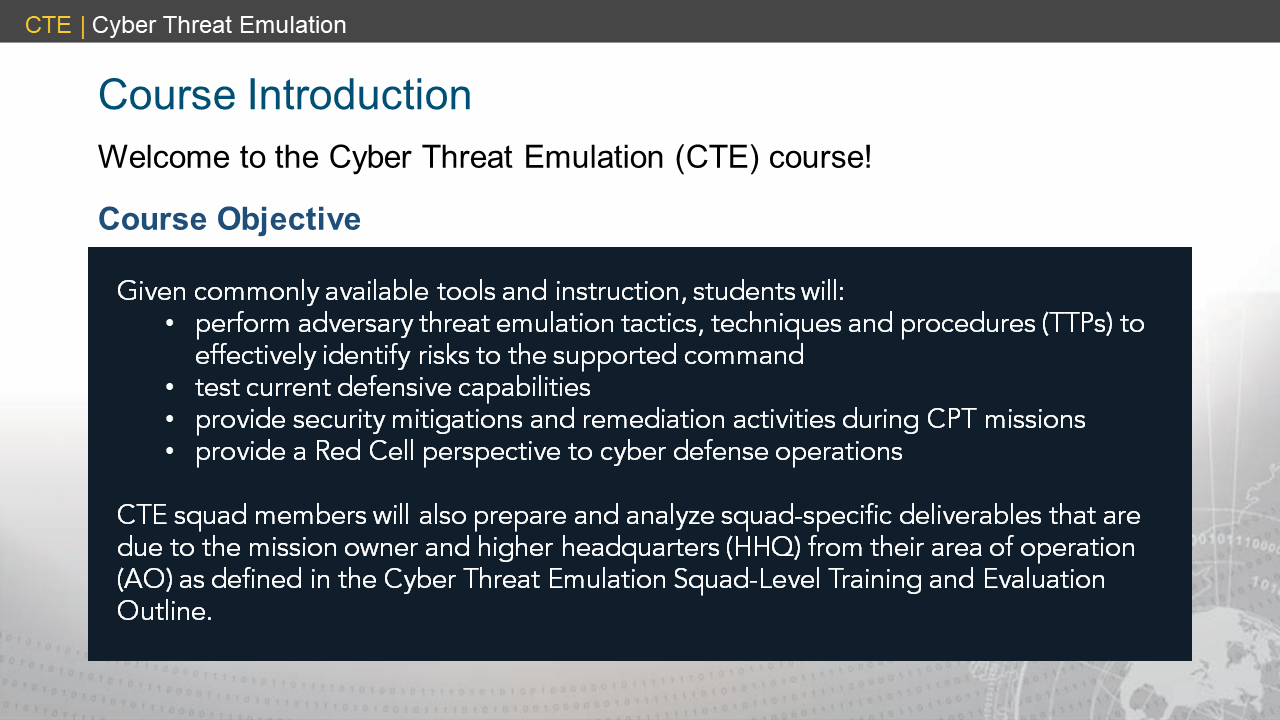 CTE | Cyber Threat Emulation
Course Introduction
Welcome to the Cyber Threat Emulation (CTE) course!
Course Objective
Given commonly available tools and instruction, students will:
• perform adversary threat emulation tactics, techniques and procedures (TTPs) to
effectively identify risks to the supported command
• test current defensive capabilities
• provide security mitigations and remediation activities during CPT missions
• provide a Red Cell perspective to cyber defense operations
CTE squad members will also prepare and analyze squad-specific deliverables that are
due to the mission owner and higher headquarters (HHQ) from their area of operation
(AO) as defined in the Cyber Threat Emulation Squad-Level Training and Evaluation
Outline.